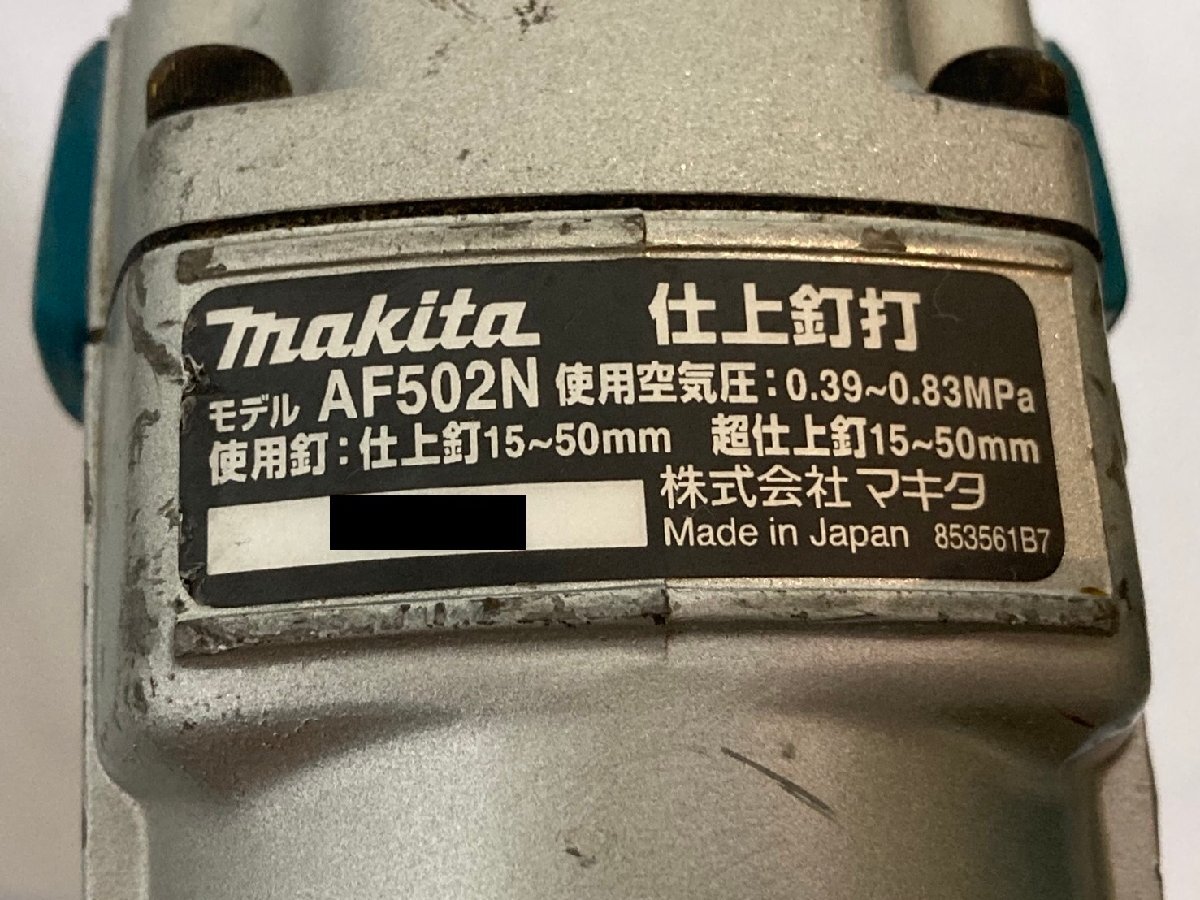 makita 仕上釘打
モデル AF502N 使用空気圧:0.39~0.83MPa
使用釘:仕上釘15~50mm 超仕上釘15~50mm
株式会社マキタ
Made in Japan 853561B7